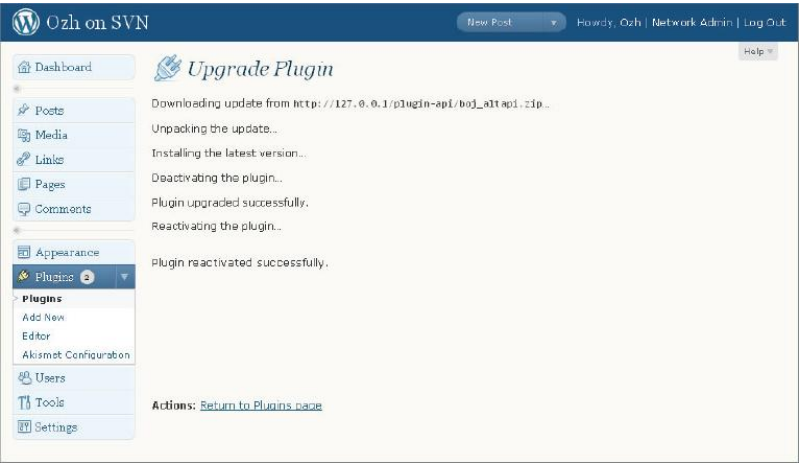 Ozh on SVN
New Post
Howdy, Ozh | Network Admin | Log Out
Help
Dashboard
Posts
Media
Links
Pages
Comments
Appearance
Plugins 2
Plugins
Add New
Editor
Akismet Configuration
Users
Tools
Settings
Upgrade Plugin
Downloading update from http://127.0.0.1/plugin-api/boj_altapi.zip…
Unpacking the update…
Installing the latest version…
Deactivating the plugin…
Plugin upgraded successfully.
Reactivating the plugin…
Plugin reactivated successfully.
Actions: Return to Plugins page